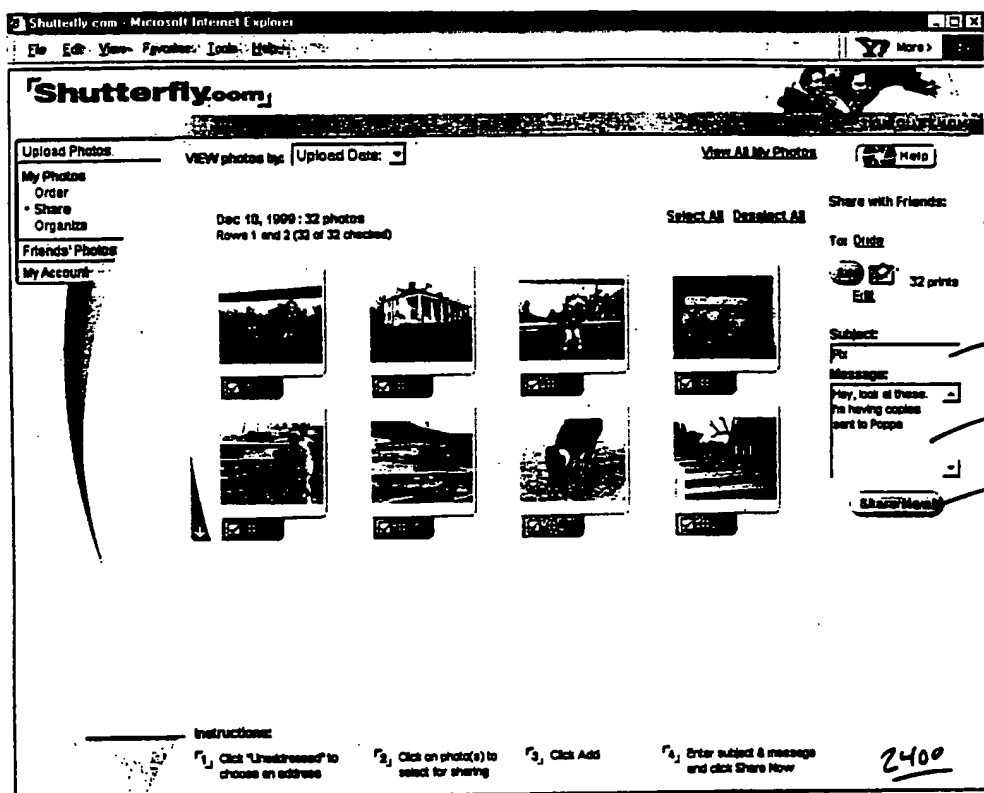 Shutterfly.com - Microsoft Internet Explorer
File Edit View Favorites Tools Help
More >
Shutterfly.com
Upload Photos
VIEW photos by: Upload Date:
View All My Photos
Help
My Photos
Order
• Share
Organize
Friends' Photos
My Account
Dec 10, 1999 : 32 photos
Rows 1 and 2 (32 of 32 checked)
Select All Deselect All
Share with Friends:
To: Dude
Add
32 prints
Edit
Subject:
Pix
Message:
Hey, look at these.
I'm having copies
sent to Poppa
Share Now
Instructions:
1 Click "Unaddressed" to
choose an address
2 Click on photo(s) to
select for sharing
3 Click Add
4 Enter subject & message
and click Share Now
2400